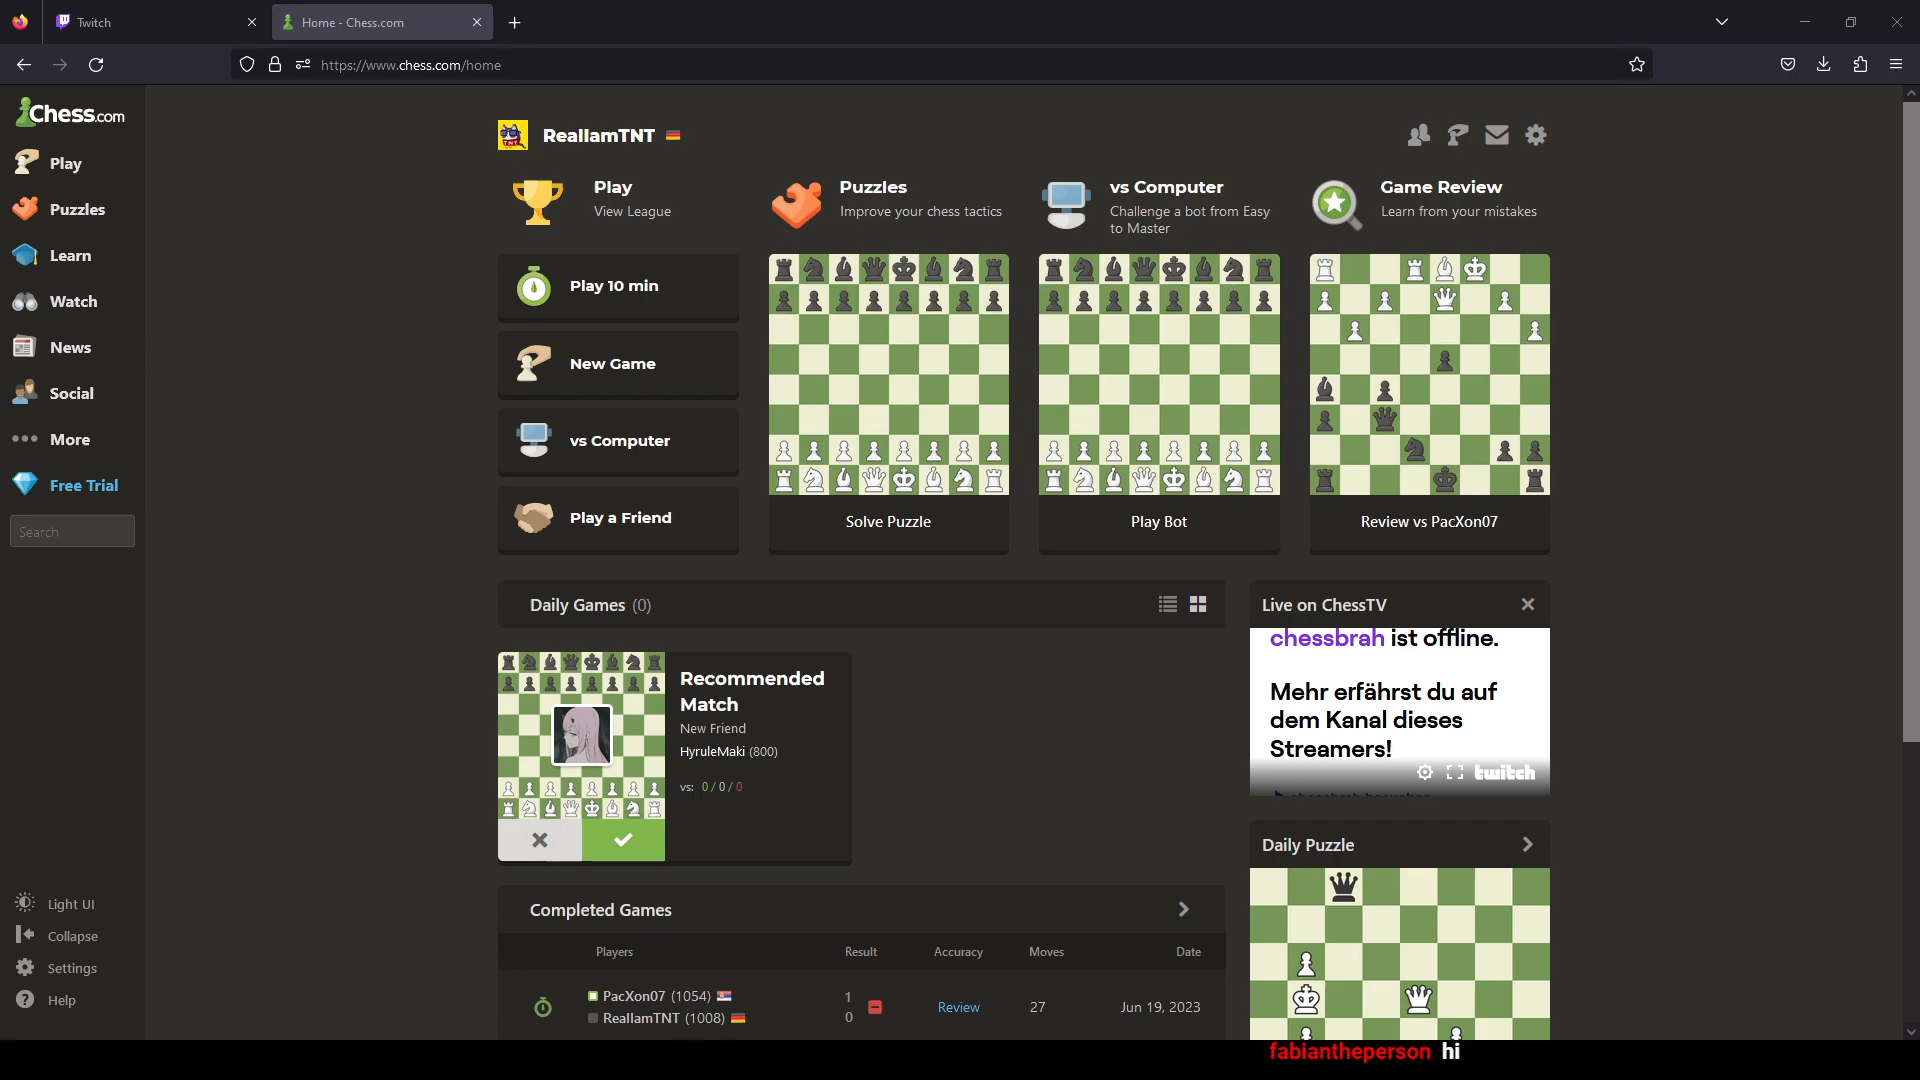 Twitch
Home - Chess.com
https://www.chess.com/home
Chess.com
Play
Puzzles
Learn
Watch
News
Social
More
Free Trial
Search
Light UI
Collapse
Settings
Help
ReallamTNT
Play
View League
Puzzles
Improve your chess tactics
vs Computer
Challenge a bot from Easy
to Master
Game Review
Learn from your mistakes
Play 10 min
New Game
vs Computer
Play a Friend
Solve Puzzle
Play Bot
Review vs PacXon07
Daily Games (0)
Recommended
Match
New Friend
HyruleMaki (800)
vs: 0 / 0 / 0
Completed Games
Players Result Accuracy Moves Date
PacXon07 (1054) 1
ReallamTNT (1008) 0
Review 27 Jun 19, 2023
Live on ChessTV
chessbrah ist offline.
Mehr erfährst du auf
dem Kanal dieses
Streamers!
twitch
Daily Puzzle
fabiantheperson hi